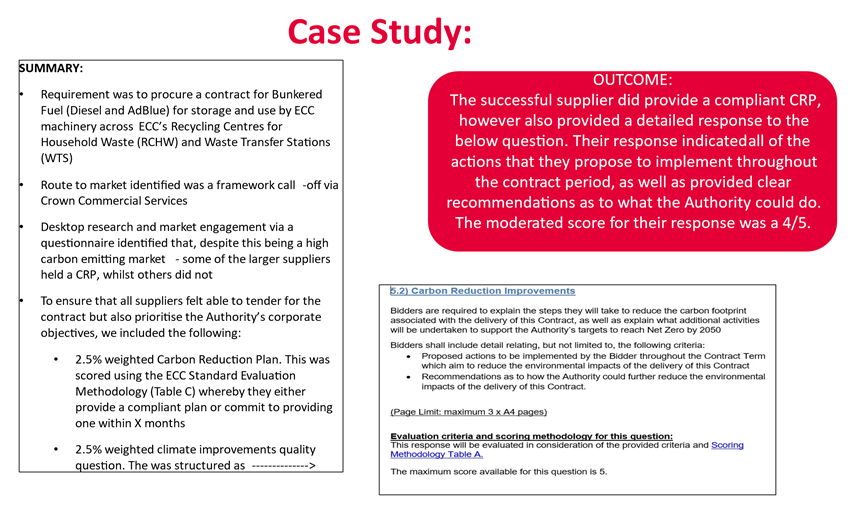 Case Study:
SUMMARY:
• Requirement was to procure a contract for Bunkered
Fuel (Diesel and AdBlue) for storage and use by ECC
machinery across ECC's Recycling Centres for
Household Waste (RCHW) and Waste Transfer Stations
(WTS)
• Route to market identified was a framework call -off via
Crown Commercial Services
• Desktop research and market engagement via a
questionnaire identified that, despite this being a high
carbon emitting market - some of the larger suppliers
held a CRP, whilst others did not
• To ensure that all suppliers felt able to tender for the
contract but also prioritise the Authority's corporate
objectives, we included the following:
• 2.5% weighted Carbon Reduction Plan. This was
scored using the ECC Standard Evaluation
Methodology (Table C) whereby they either
provide a compliant plan or commit to providing
one within X months
• 2.5% weighted climate improvements quality
question. The was structured as -------------->
OUTCOME:
The successful supplier did provide a compliant CRP,
however also provided a detailed response to the
below question. Their response indicatedall of the
actions that they propose to implement throughout
the contract period, as well as provided clear
recommendations as to what the Authority could do.
The moderated score for their response was a 4/5.
5.2) Carbon Reduction Improvements
Bidders are required to explain the steps they will take to reduce the carbon footprint
associated with the delivery of this Contract, as well as explain what additional activities
will be undertaken to support the Authority's targets to reach Net Zero by 2050
Bidders shall include detail relating, but not limited to, the following criteria:
• Proposed actions to be implemented by the Bidder throughout the Contract Term
which aim to reduce the environmental impacts of the delivery of this Contract
• Recommendations as to how the Authority could further reduce the environmental
impacts of the delivery of this Contract.
(Page Limit: maximum 3 x A4 pages)
Evaluation criteria and scoring methodology for this question:
This response will be evaluated in consideration of the provided criteria and Scoring
Methodology Table A.
The maximum score available for this question is 5.